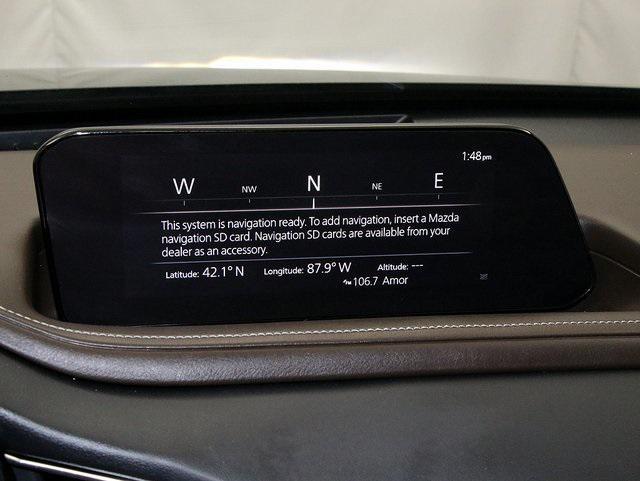 1:48pm
W NW N NE E
This system is navigation ready. To add navigation, insert a Mazda
navigation SD card. Navigation SD cards are available from your
dealer as an accessory.
Latitude: 42.1° N Longitude: 87.9° W Altitude: ---
106.7 Amor